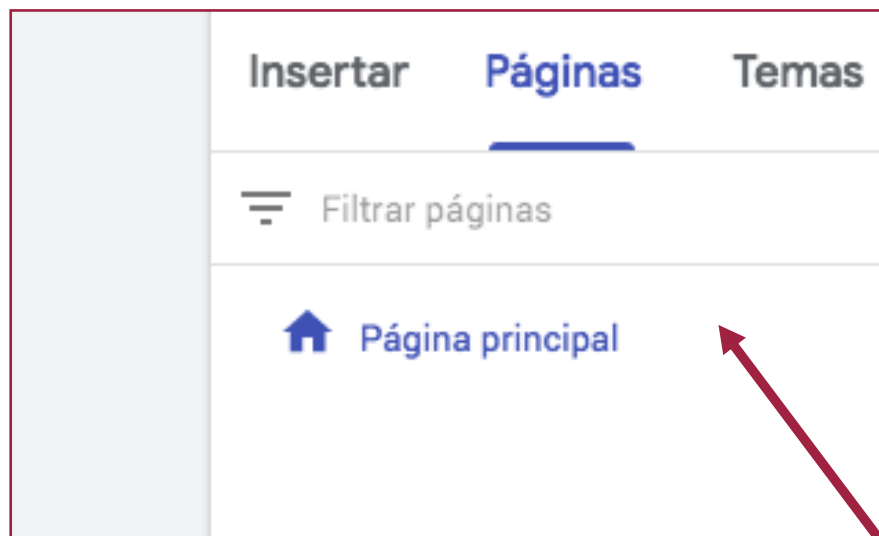 Insertar Páginas Temas
Filtrar páginas
Página principal